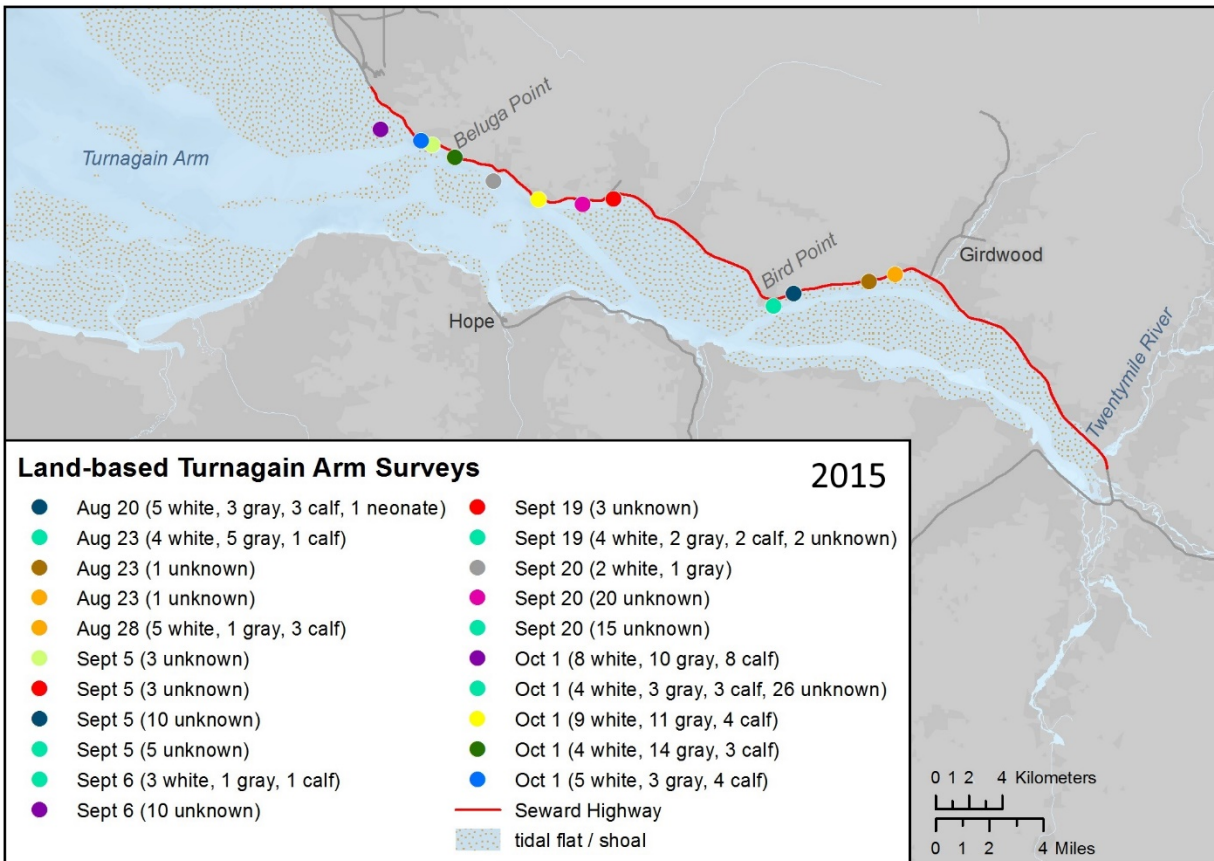 Turnagain Arm
Beluga Point
Bird Point
Girdwood
Hope
Twentymile River
Land-based Turnagain Arm Surveys
2015
Aug 20 (5 white, 3 gray, 3 calf, 1 neonate)
Aug 23 (4 white, 5 gray, 1 calf)
Aug 23 (1 unknown)
Aug 23 (1 unknown)
Aug 28 (5 white, 1 gray, 3 calf)
Sept 5 (3 unknown)
Sept 5 (3 unknown)
Sept 5 (10 unknown)
Sept 5 (5 unknown)
Sept 6 (3 white, 1 gray, 1 calf)
Sept 6 (10 unknown)
Sept 19 (3 unknown)
Sept 19 (4 white, 2 gray, 2 calf, 2 unknown)
Sept 20 (2 white, 1 gray)
Sept 20 (20 unknown)
Sept 20 (15 unknown)
Oct 1 (8 white, 10 gray, 8 calf)
Oct 1 (4 white, 3 gray, 3 calf, 26 unknown)
Oct 1 (9 white, 11 gray, 4 calf)
Oct 1 (4 white, 14 gray, 3 calf)
Oct 1 (5 white, 3 gray, 4 calf)
Seward Highway
tidal flat / shoal
0 1 2 4 Kilometers
0 1 2 4 Miles